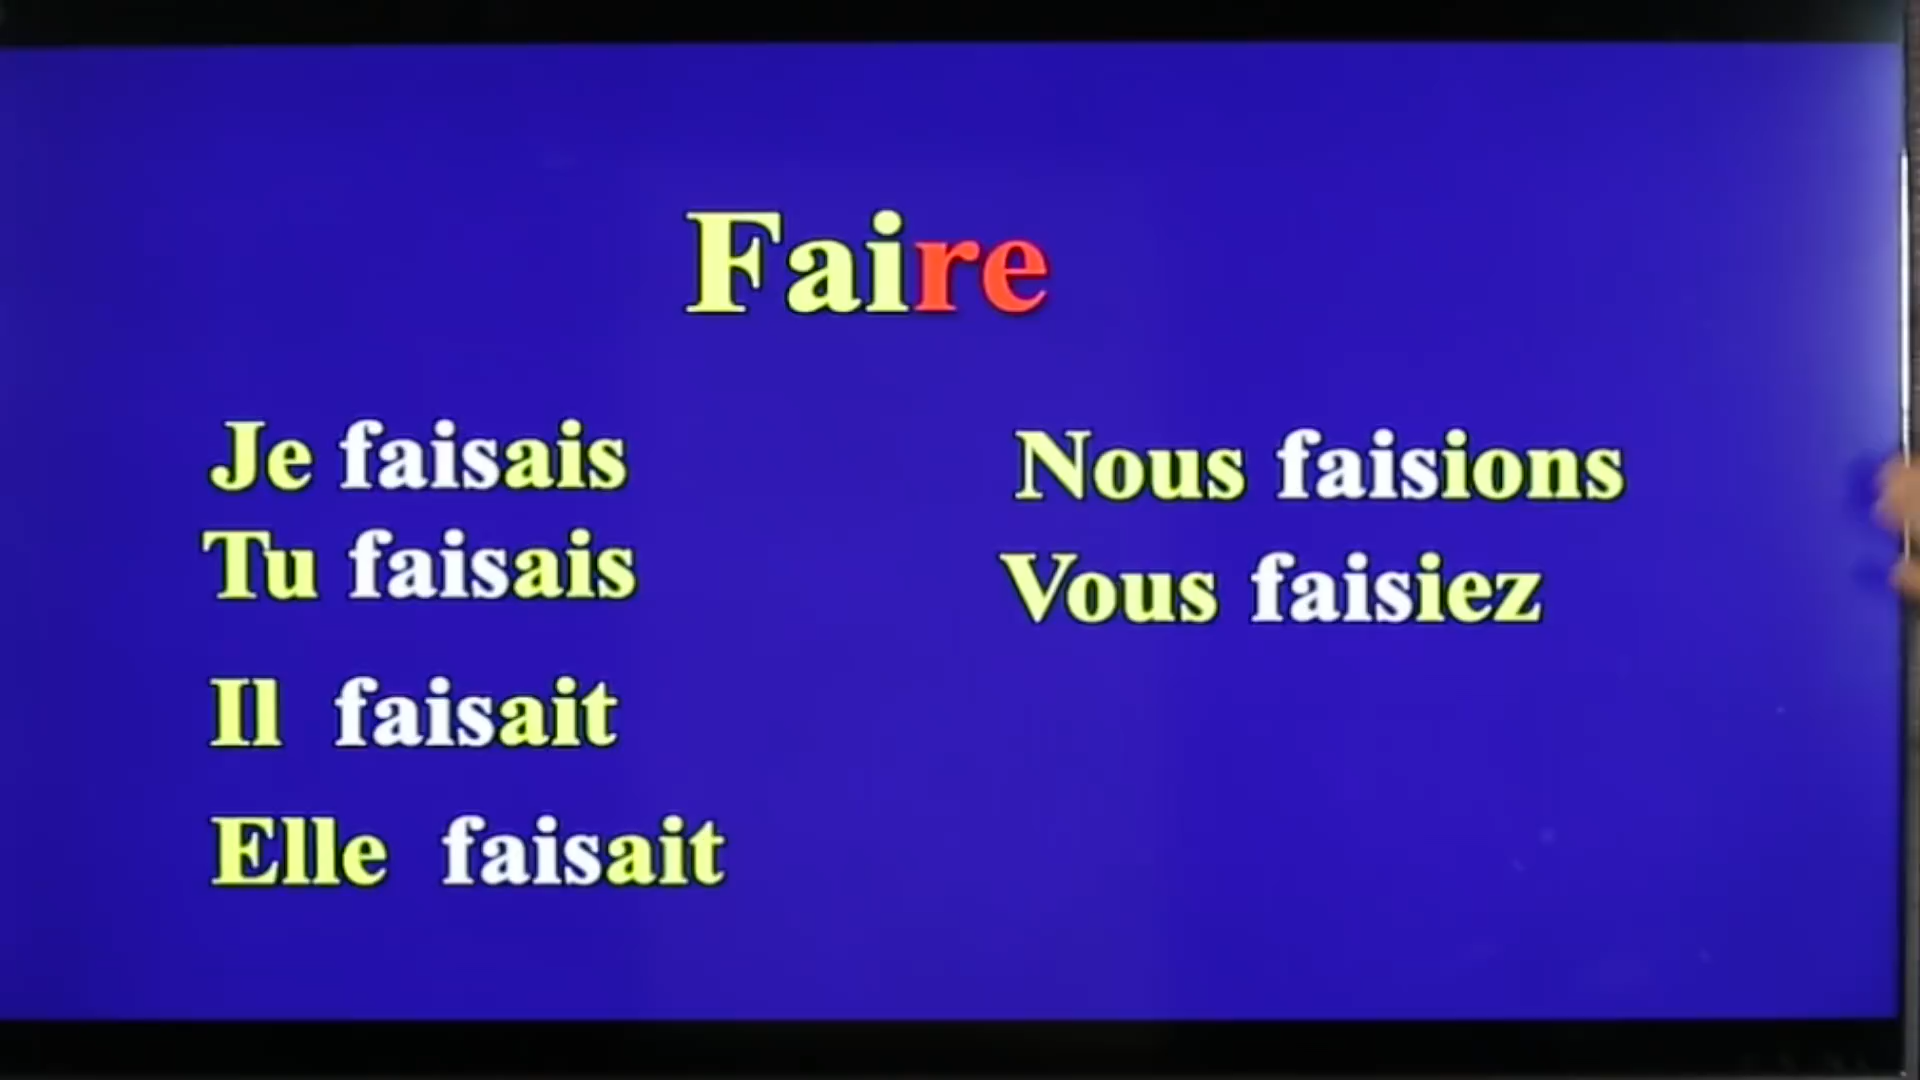 Faire
Je faisais
Tu faisais
Il faisait
Elle faisait
Nous faisions
Vous faisiez